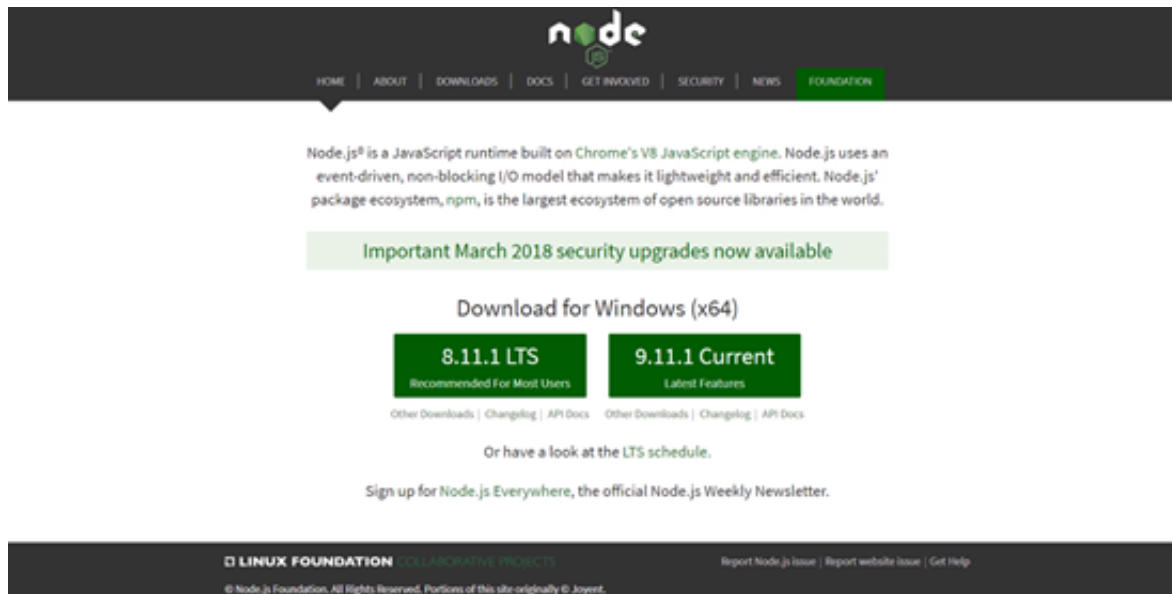 node
JS
HOME | ABOUT | DOWNLOADS | DOCS | GET INVOLVED | SECURITY | NEWS | FOUNDATION
Node.js® is a JavaScript runtime built on Chrome's V8 JavaScript engine. Node.js uses an
event-driven, non-blocking I/O model that makes it lightweight and efficient. Node.js'
package ecosystem, npm, is the largest ecosystem of open source libraries in the world.
Important March 2018 security upgrades now available
Download for Windows (x64)
8.11.1 LTS
Recommended For Most Users
9.11.1 Current
Latest Features
Other Downloads | Changelog | API Docs
Other Downloads | Changelog | API Docs
Or have a look at the LTS schedule.
Sign up for Node.js Everywhere, the official Node.js Weekly Newsletter.
LINUX FOUNDATION COLLABORATIVE PROJECTS
Report Node.js issue | Report website issue | Get Help
© Node.js Foundation. All Rights Reserved. Portions of this site originally © Joyent.